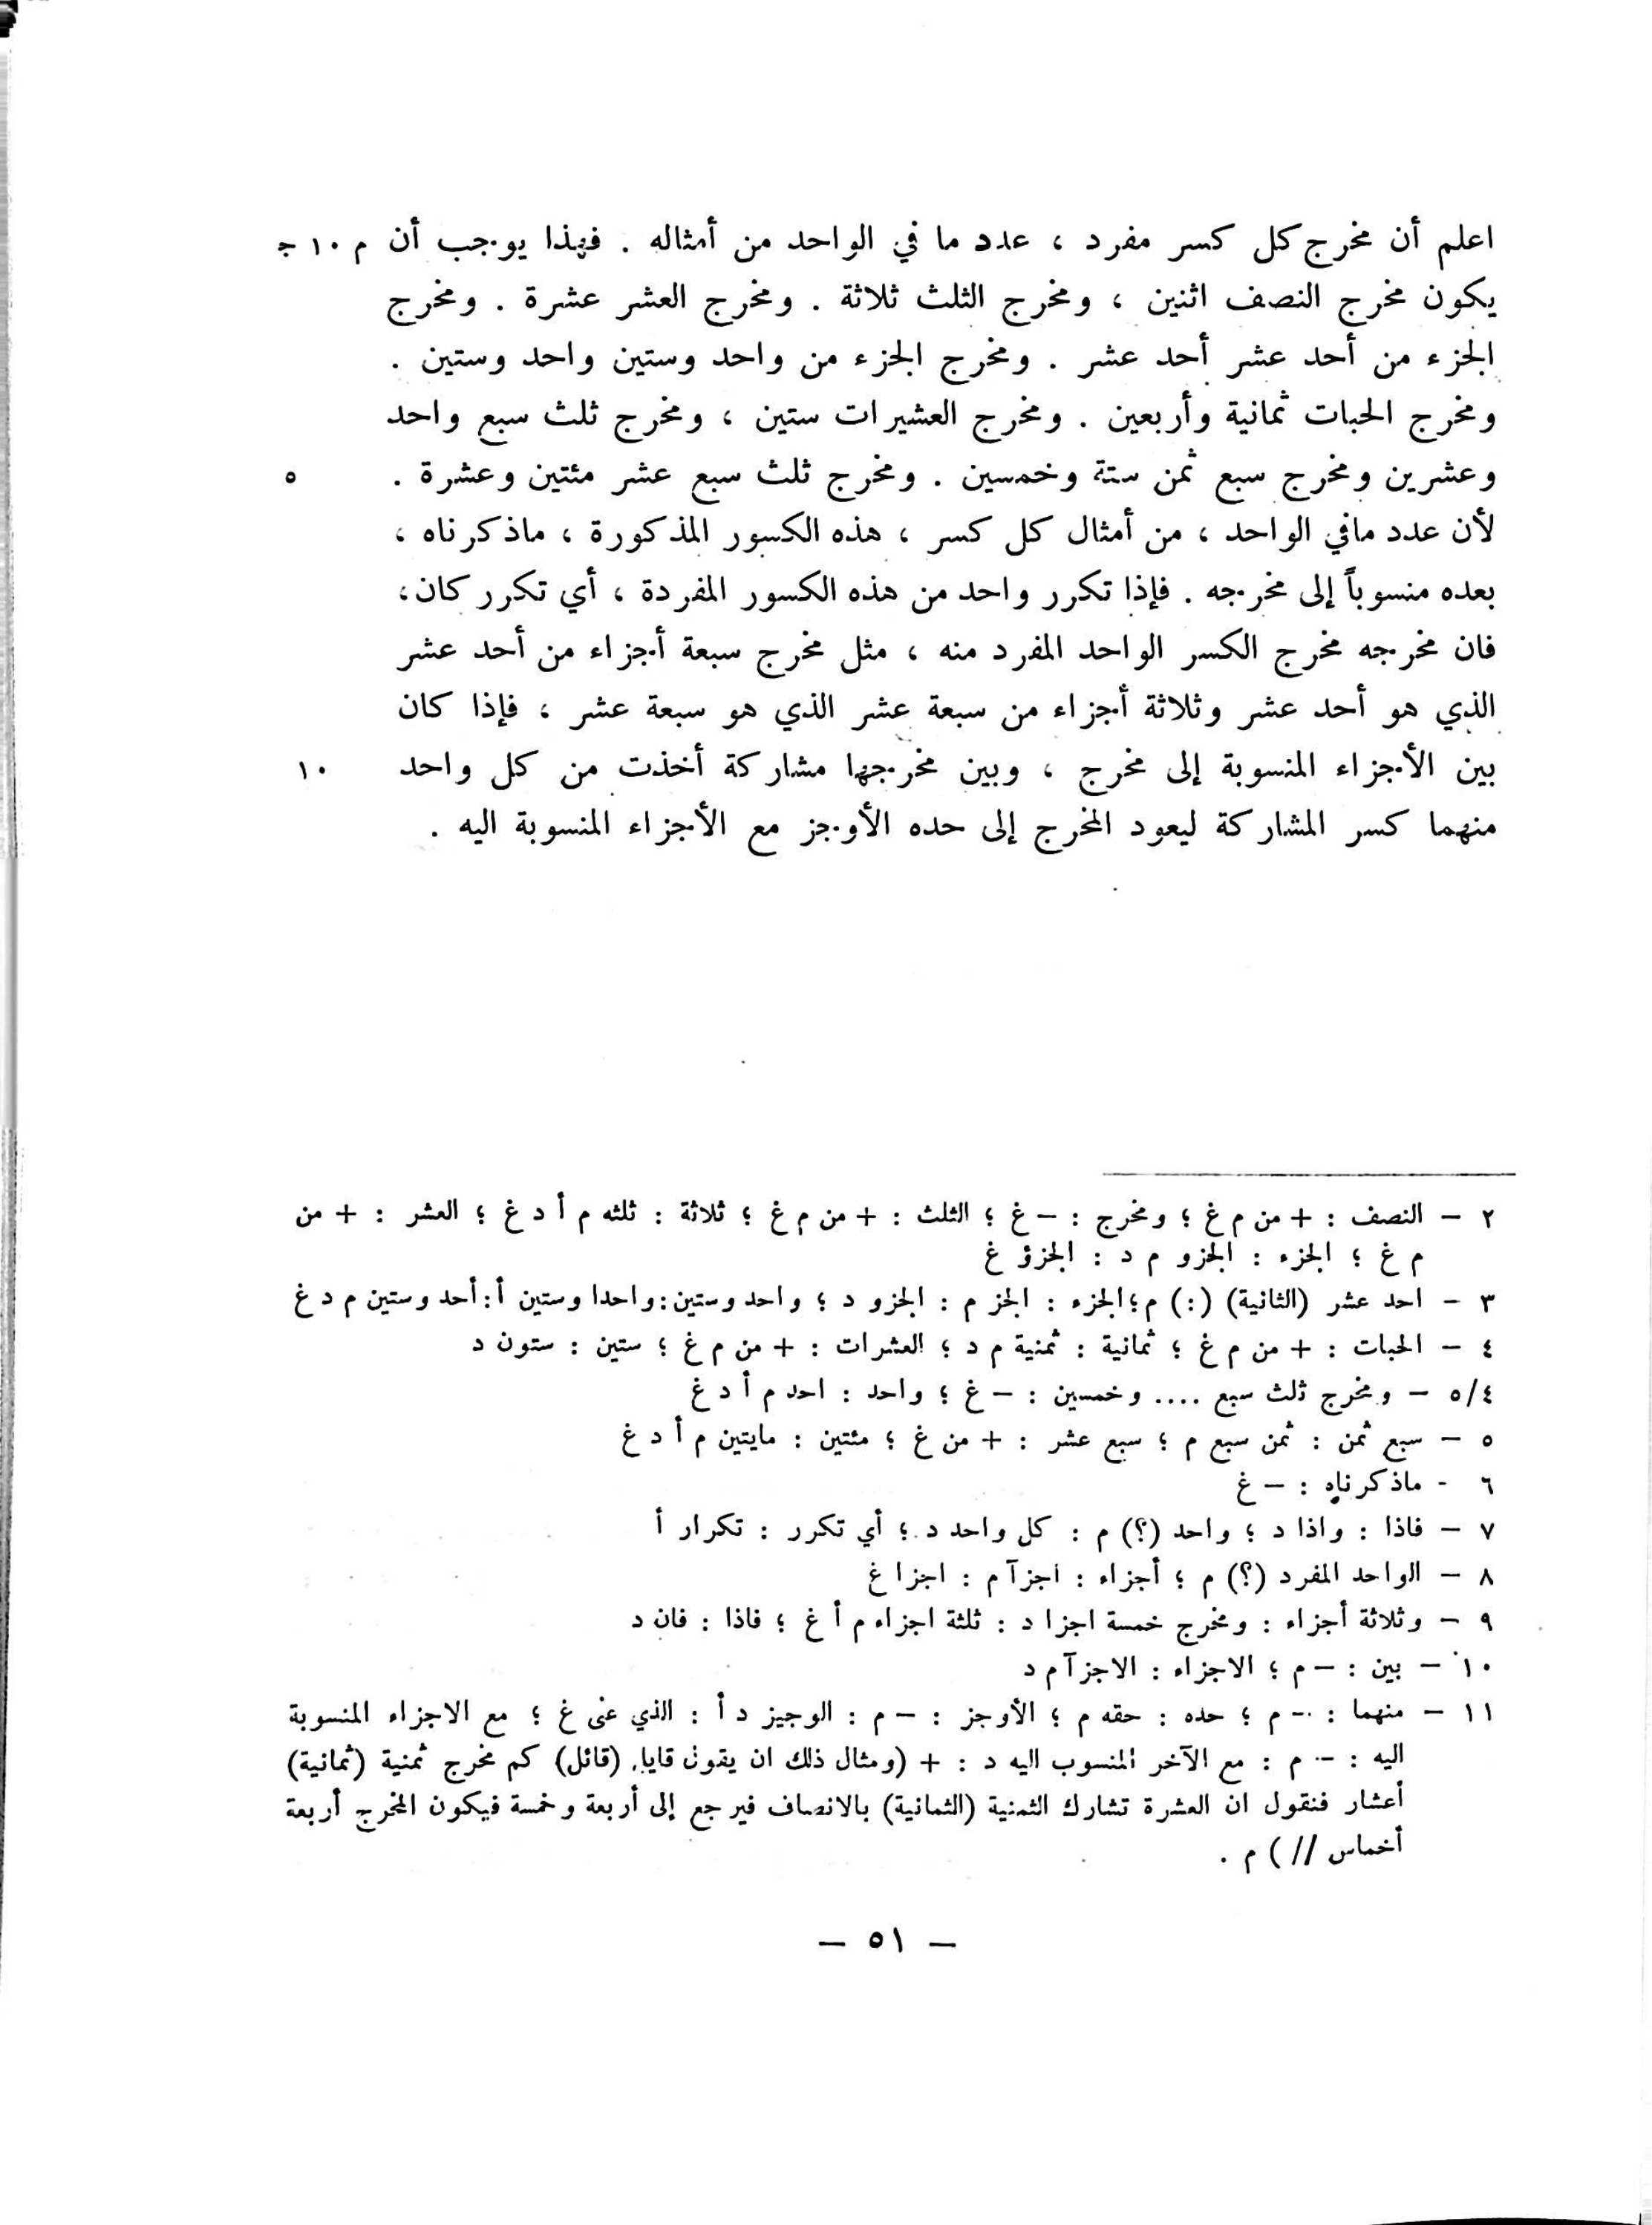 اعلم أن مخرج كل كسر مفرد ، عدد ما في الواحد من أمثاله . فهذا يوجب أن م ١٠ ج
يكون مخرج النصف اثنين ، ومخرج الثلث ثلاثة . ومخرج العشر عشرة . ومخرج
الجزء من أحد عشر أحد عشر . ومخرج الجزء من واحد وستين واحد وستين .
ومخرج الحبات ثمانية وأربعين . ومخرج العشيرات ستين ، ومخرج ثلث سبع واحد
وعشرين ومخرج سبع ثمن ستة وخمسين . ومخرج ثلث سبع عشر مئتين وعشرة . ٥
لأن عدد مافي الواحد ، من أمثال كل كسر ، هذه الكسور المذكورة ، ماذكرناه ،
بعده منسوباً إلى مخرجه . فإذا تكرر واحد من هذه الكسور المفردة ، أي تكرر كان،
فان مخرجه مخرج الكسر الواحد المفرد منه ، مثل مخرج سبعة أجزاء من أحد عشر
الذي هو أحد عشر وثلاثة أجزاء من سبعة عشر الذي هو سبعة عشر ، فإذا كان
بين الأجزاء المنسوبة إلى مخرج ، وبين مخرجها مشاركة أخذت من كل واحد ١٠
منهما كسر المشاركة ليعود المخرج إلى حده الأوجز مع الأجزاء المنسوبة اليه .
٢ – النصف : + من م غ ؛ ومخرج : – غ ؛ الثلث : + من م غ ؛ ثلاثة : ثلثه م أ د غ ؛ العشر : + من
م غ ؛ الجزء : الجزو م د : الجزؤ غ
٣ – احد عشر (الثانية) (:) م؛ الجزء : الجز م : الجزو د ؛ واحد وستين: واحدا وستين أ: أحد وستين م د غ
٤ – الحبات : + من م غ ؛ ثمانية : ثمنية م د ؛ العشرات : + من م غ ؛ ستين : ستون د
٥/٤ – ومخرج ثلث سبع .... وخمسين : – غ ؛ واحد : احد م أ د غ
٥ – سبع ثمن : ثمن سبع م ؛ سبع عشر : + من غ ؛ مئتين : مايتين م أ د غ
٦ - ماذكرناه : – غ
٧ – فاذا : واذا د ؛ واحد (؟) م : كل واحد د ؛ أي تكرر : تكرار أ
٨ – الواحد المفرد (؟) م ؛ أجزاء : اجزآ م : اجزا غ
٩ – وثلاثة أجزاء : ومخرج خمسة اجزا د : ثلثة اجزاء م أ غ ؛ فاذا : فان د
١٠ – بين : – م ؛ الاجزاء : الاجزآ م د
١١ – منهما : – م ؛ حده : حقه م ؛ الأوجز : – م : الوجيز د أ : الذي عنى غ ؛ مع الاجزاء المنسوبة
اليه : – م : مع الآخر المنسوب اليه د : + (ومثال ذلك ان يقول قايل (قائل) كم مخرج ثمنية (ثمانية)
أعشار فنقول ان العشرة تشارك الثمنية (الثمانية) بالانصاف فيرجع إلى أربعة وخمسة فيكون المخرج أربعة
أخماس // ) م .
– ٥١ –